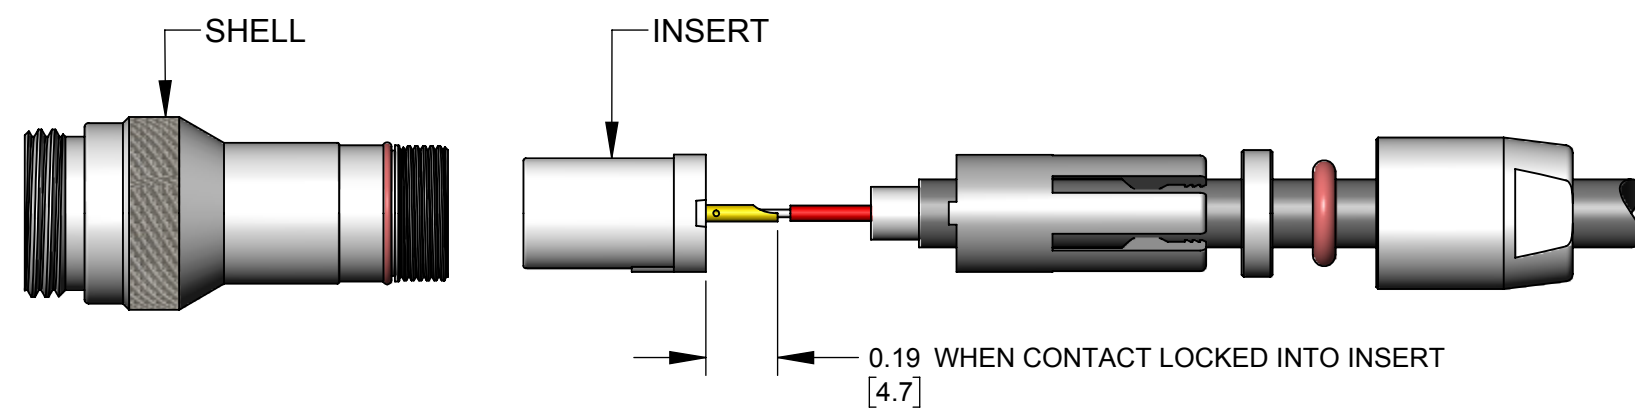 SHELL
INSERT
0.19 WHEN CONTACT LOCKED INTO INSERT
[4.7]